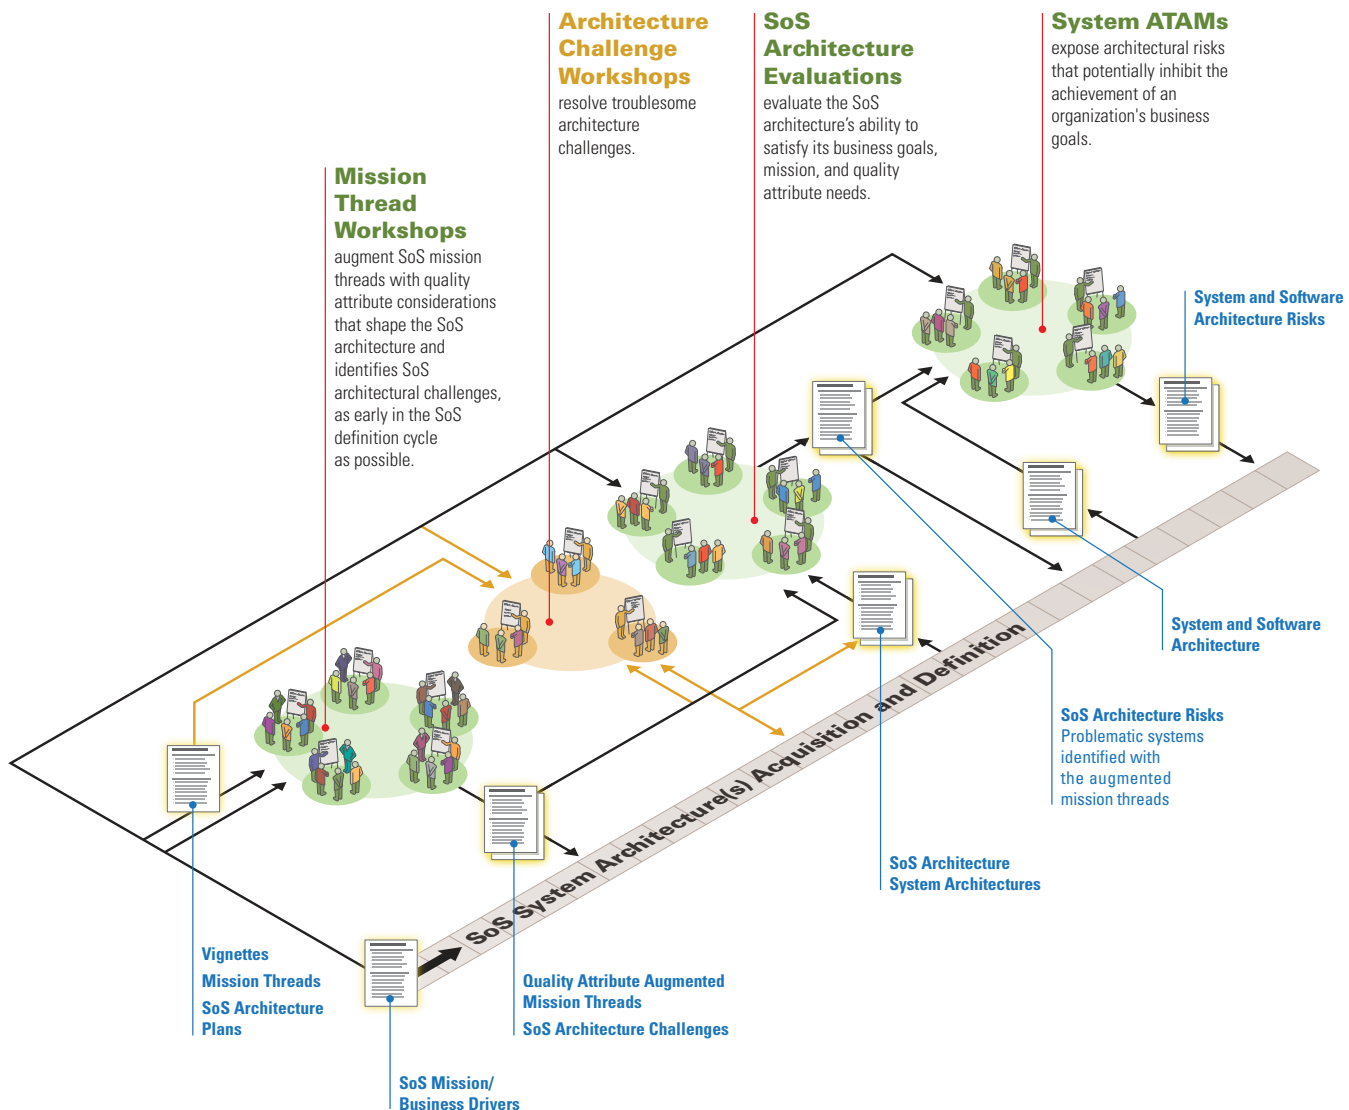 Architecture
Challenge
Workshops
resolve troublesome
architecture
challenges.
SoS
Architecture
Evaluations
evaluate the SoS
architecture’s ability to
satisfy its business goals,
mission, and quality
attribute needs.
System ATAMs
expose architectural risks
that potentially inhibit the
achievement of an
organization's business
goals.
Mission
Thread
Workshops
augment SoS mission
threads with quality
attribute considerations
that shape the SoS
architecture and
identifies SoS
architectural challenges,
as early in the SoS
definition cycle
as possible.
System and Software
Architecture Risks
System and Software
Architecture
SoS Architecture Risks
Problematic systems
identified with
the augmented
mission threads
SoS Architecture
System Architectures
SoS System Architecture(s) Acquisition and Definition
Vignettes
Mission Threads
SoS Architecture
Plans
Quality Attribute Augmented
Mission Threads
SoS Architecture Challenges
SoS Mission/
Business Drivers